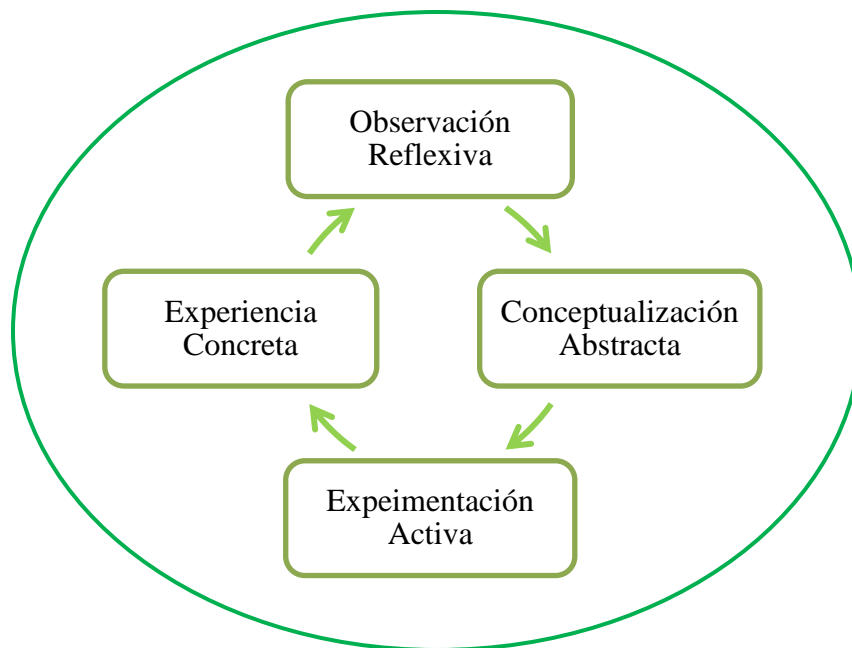 Observación
Reflexiva
Experiencia
Concreta
Conceptualización
Abstracta
Expeimentación
Activa